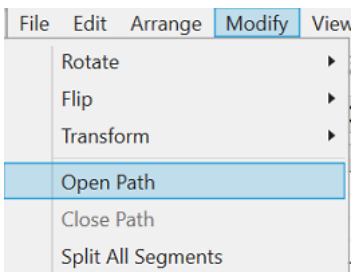 File Edit Arrange Modify View
Rotate
Flip
Transform
Open Path
Close Path
Split All Segments